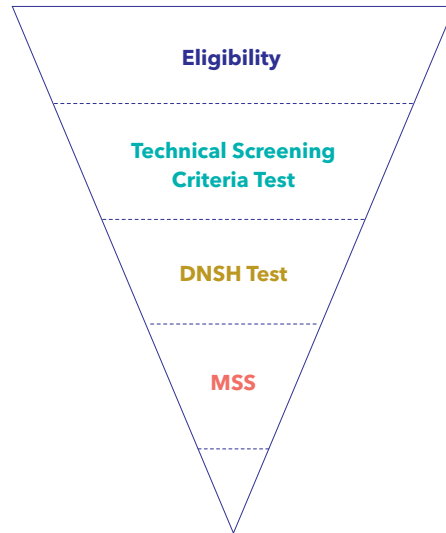 Eligibility
Technical Screening
Criteria Test
DNSH Test
MSS